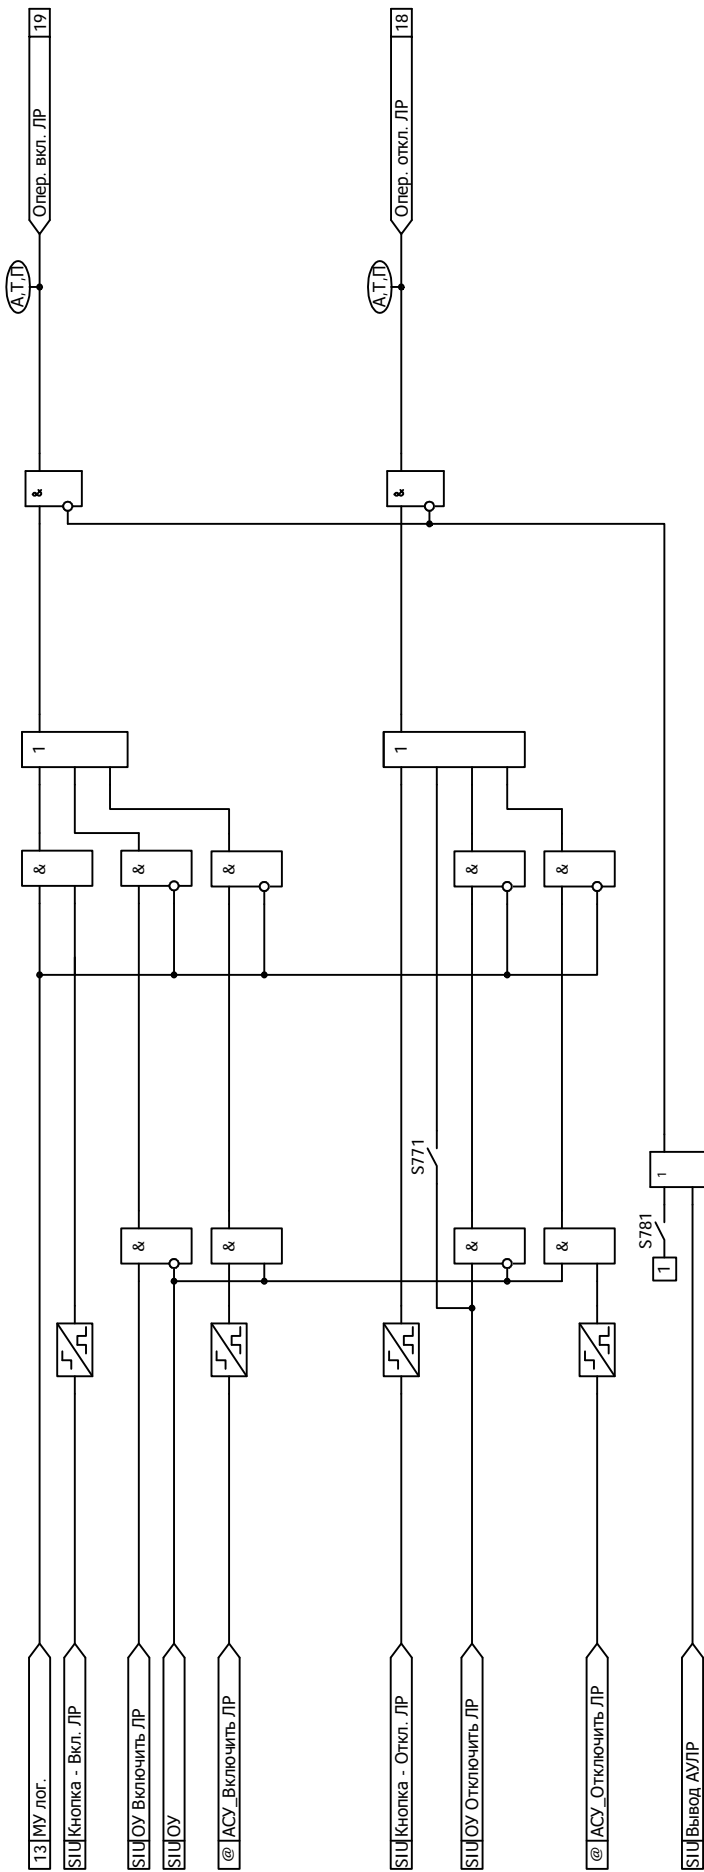 13 МУ лог.
SIU Кнопка - Вкл. ЛР
SIU ОУ Включить ЛР
SIU ОУ
@ АСУ_Включить ЛР
SIU Кнопка - Откл. ЛР
SIU ОУ Отключить ЛР
@ АСУ_Отключить ЛР
SIU Вывод АУЛР
&
&
&
&
1
S781
1
S771
&
&
&
&
&
1
1
&
&
А,Т,П
А,Т,П
Опер. вкл. ЛР 19
Опер. откл. ЛР 18